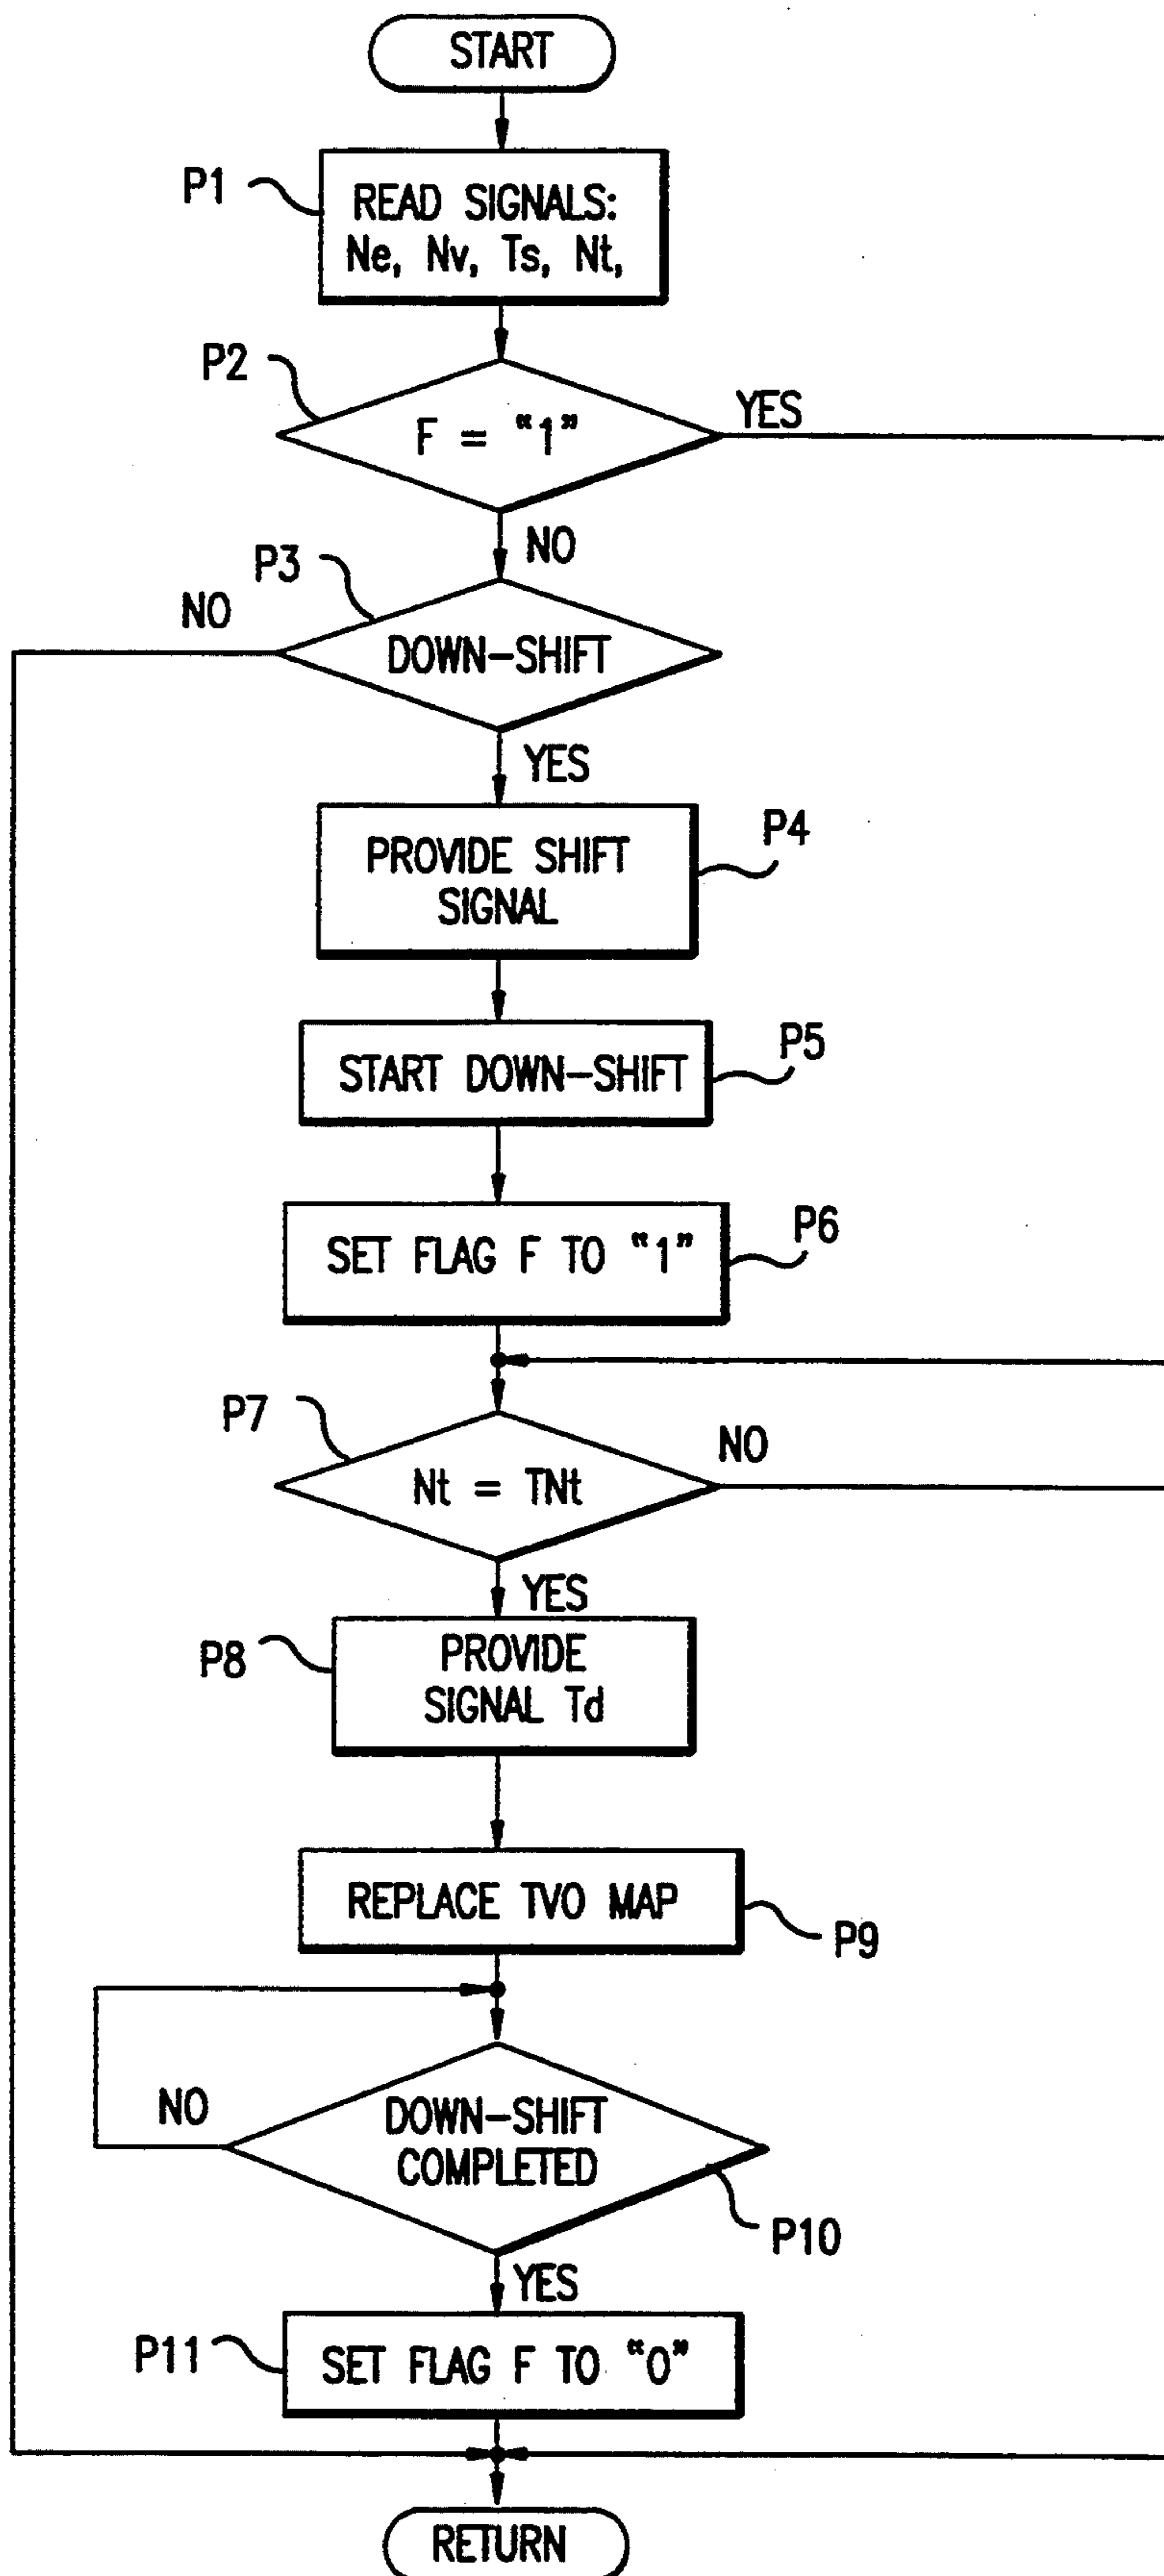 START
P1
READ SIGNALS:
Ne, Nv, Ts, Nt,
P2
F = “1”
YES
NO
P3
NO
DOWN-SHIFT
YES
P4
PROVIDE SHIFT
SIGNAL
P5
START DOWN-SHIFT
P6
SET FLAG F TO “1”
P7
Nt = TNt
NO
YES
P8
PROVIDE
SIGNAL Td
REPLACE TVO MAP
P9
NO
DOWN-SHIFT
COMPLETED
P10
YES
P11
SET FLAG F TO “0”
RETURN